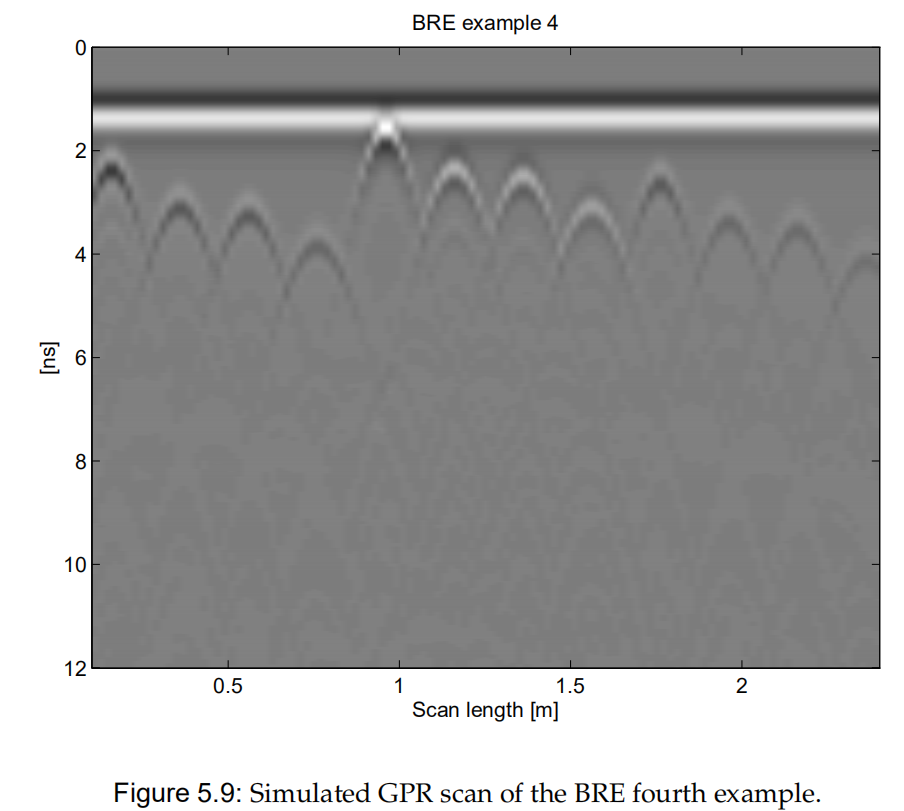 BRE example 4
0
2
4
6
8
10
12
[ns]
0.5 1 1.5 2
Scan length [m]
Figure 5.9: Simulated GPR scan of the BRE fourth example.